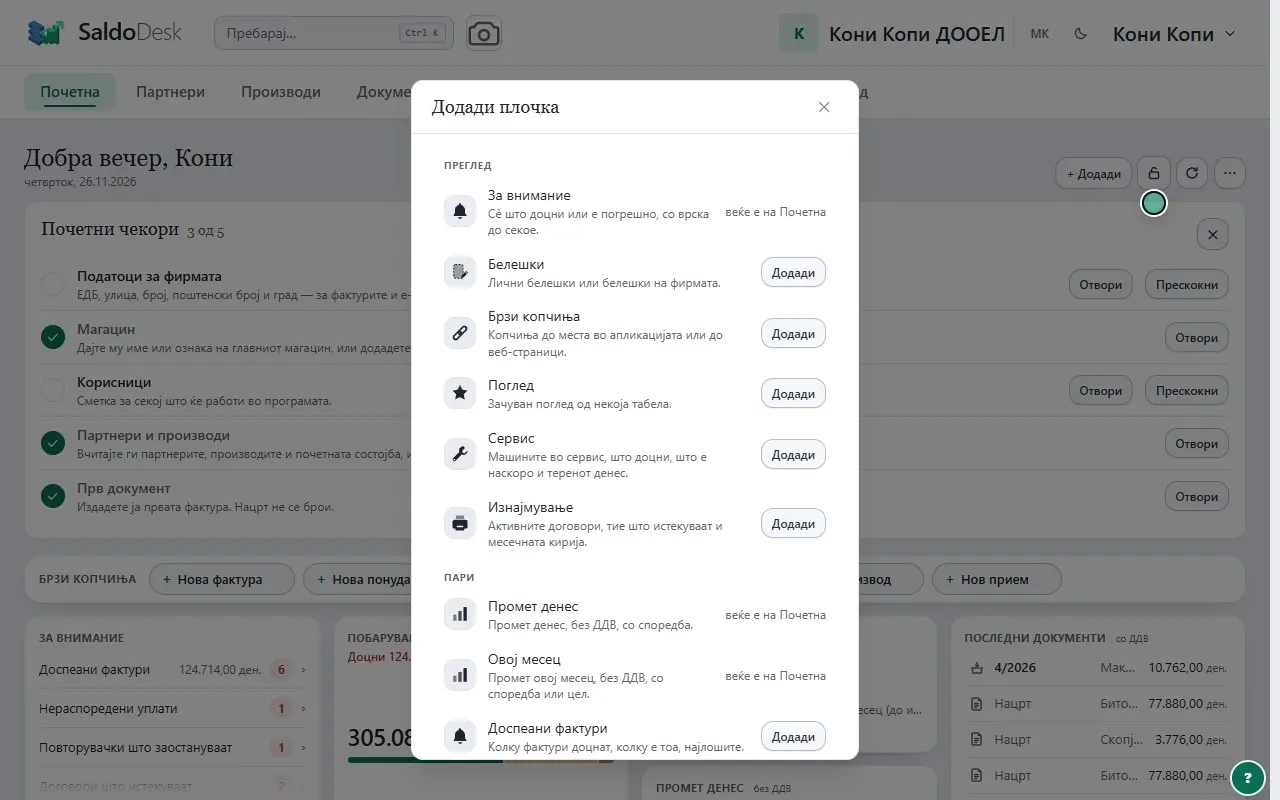 SaldoDesk
Пребарај...
Ctrl K
K
Кони Копи ДООЕЛ
МК
Кони Копи
Почетна
Партнери
Производи
Докуме
д
Добра вечер, Кони
четврток, 26.11.2026
+ Додади
Почетни чекори 3 од 5
Податоци за фирмата
ЕДБ, улица, број, поштенски број и град — за фактурите и е-
Отвори
Прескокни
Магацин
Дајте му име или ознака на главниот магацин, или додадете
Отвори
Корисници
Сметка за секој што ќе работи во програмата.
Отвори
Прескокни
Партнери и производи
Вчитајте ги партнерите, производите и почетната состојба, и
Отвори
Прв документ
Издадете ја првата фактура. Нацрт не се брои.
Отвори
БРЗИ КОПЧИЊА
+ Нова фактура
+ Нова понуда
извод
+ Нов прием
ЗА ВНИМАНИЕ
Доспеани фактури 124.714,00 ден. 6
Нераспоредени уплати 1
Повторувачки што заостануваат 1
Договори што истекуваат 2
ПОБАРУВАЊ
Доцни 124.
305.08
есец (до и...
ПРОМЕТ ДЕНЕС без ДДВ
ПОСЛЕДНИ ДОКУМЕНТИ со ДДВ
4/2026 Мак... 10.762,00 ден.
Нацрт Бито... 77.880,00 ден.
Нацрт Скопј... 3.776,00 ден.
Нацрт Бито... 77.880,00 ден.
?
Додади плочка
ПРЕГЛЕД
За внимание
Сѐ што доцни или е погрешно, со врска
до секое.
веќе е на Почетна
Белешки
Лични белешки или белешки на фирмата.
Додади
Брзи копчиња
Копчиња до места во апликацијата или до
веб-страници.
Додади
Поглед
Зачуван поглед од некоја табела.
Додади
Сервис
Машините во сервис, што доцни, што е
наскоро и теренот денес.
Додади
Изнајмување
Активните договори, тие што истекуваат и
месечната кирија.
Додади
ПАРИ
Промет денес
Промет денес, без ДДВ, со споредба.
веќе е на Почетна
Овој месец
Промет овој месец, без ДДВ, со
споредба или цел.
веќе е на Почетна
Доспеани фактури
Колку фактури доцнат, колку е тоа, најлошите.
Додади